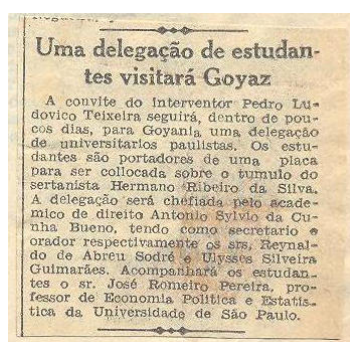 Uma delegação de estudan-
tes visitará Goyaz
A convite do Interventor Pedro Lu-
dovico Teixeira seguirá, dentro de pou-
cos dias, para Goyania uma delegação
de universitarios paulistas. Os estu-
dantes são portadores de uma placa
para ser collocada sobre o tumulo do
sertanista Hermano Ribeiro da Silva.
A delegação será chefiada pelo acade-
mico de direito Antonio Sylvio da Cu-
nha Bueno, tendo como secretario e
orador respectivamente os srs. Reynal-
do de Abreu Sodré e Ulysses Silveira
Guimarães. Acompanhará os estudan-
tes o sr. José Romeiro Pereira, pro-
fessor de Economia Politica e Estatis-
tica da Universidade de São Paulo.